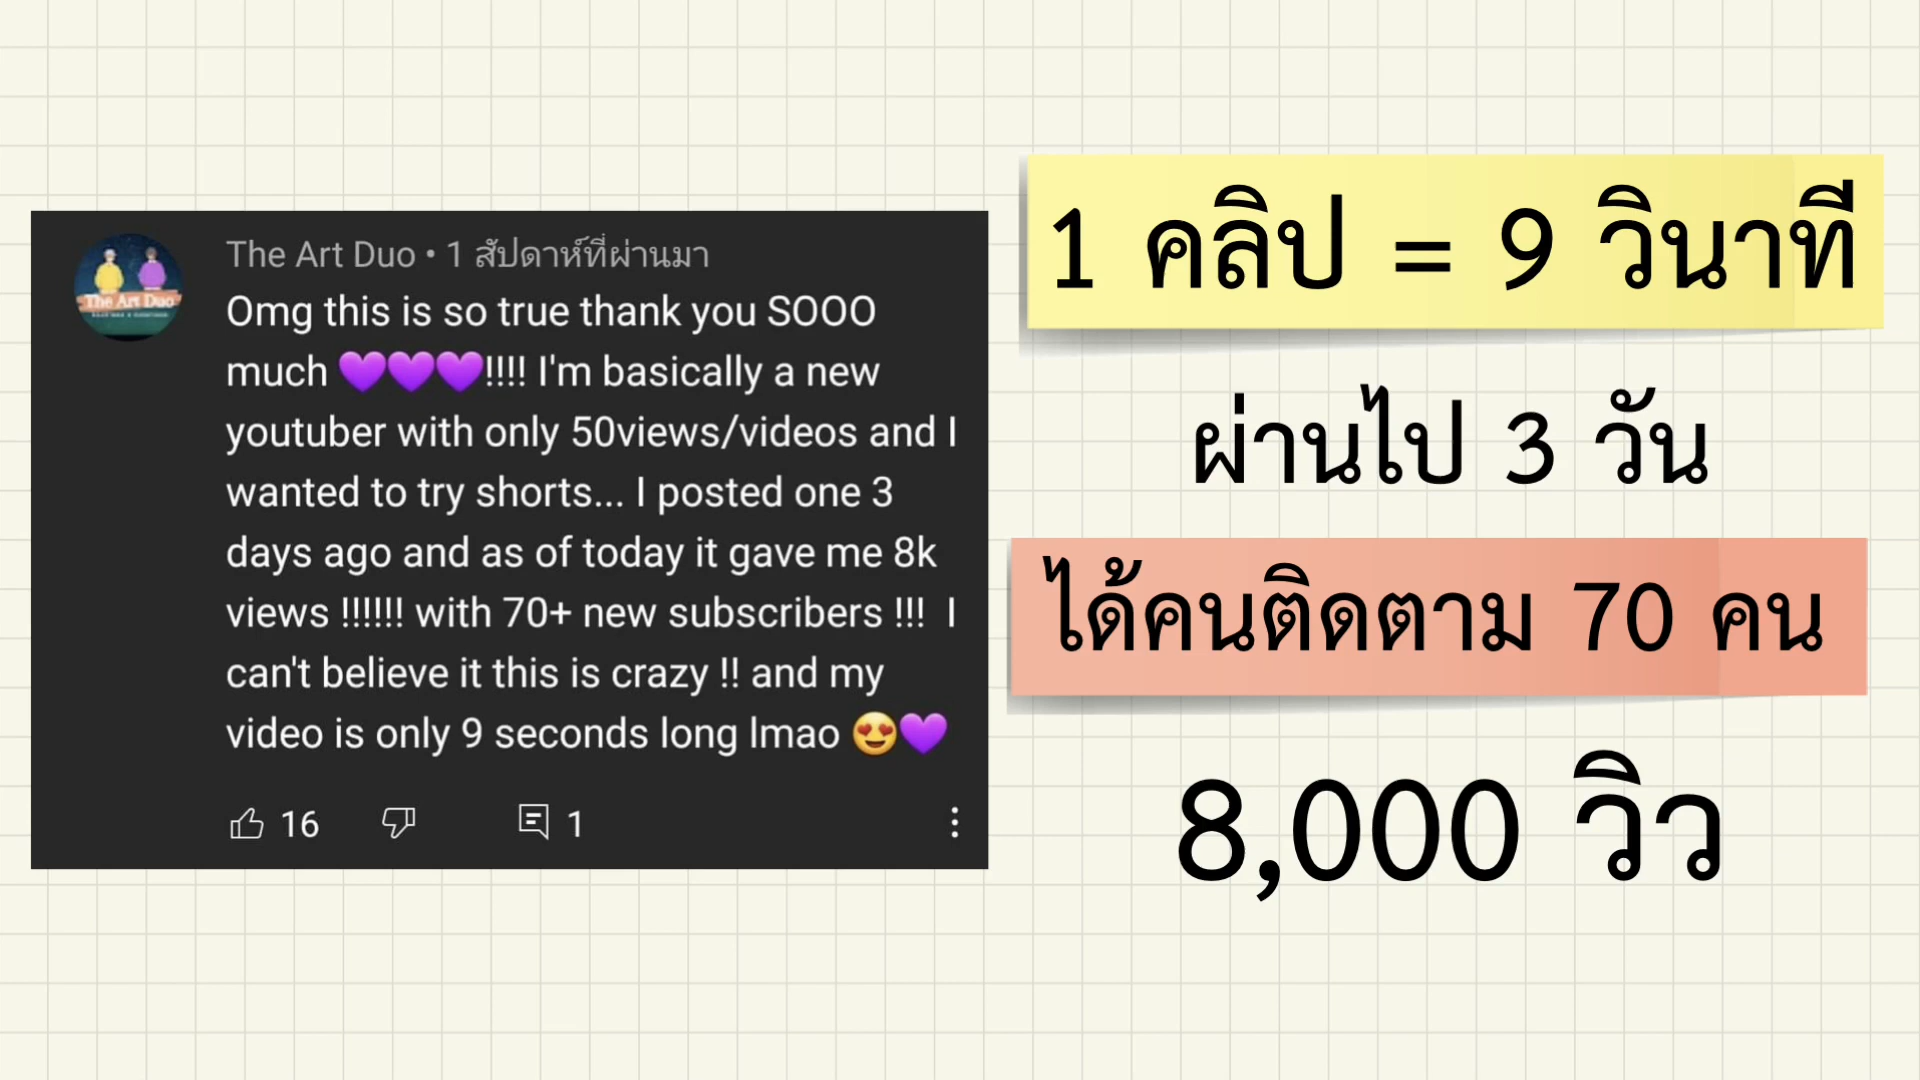 The Art Duo • 1 สัปดาห์ที่ผ่านมา
Omg this is so true thank you SOOO
much 💜💜💜!!!! I'm basically a new
youtuber with only 50views/videos and I
wanted to try shorts... I posted one 3
days ago and as of today it gave me 8k
views !!!!!! with 70+ new subscribers !!! I
can't believe it this is crazy !! and my
video is only 9 seconds long lmao 😍💜
16
1
The Art Duo
1 คลิป = 9 วินาที
ผ่านไป 3 วัน
ได้คนติดตาม 70 คน
8,000 วิว